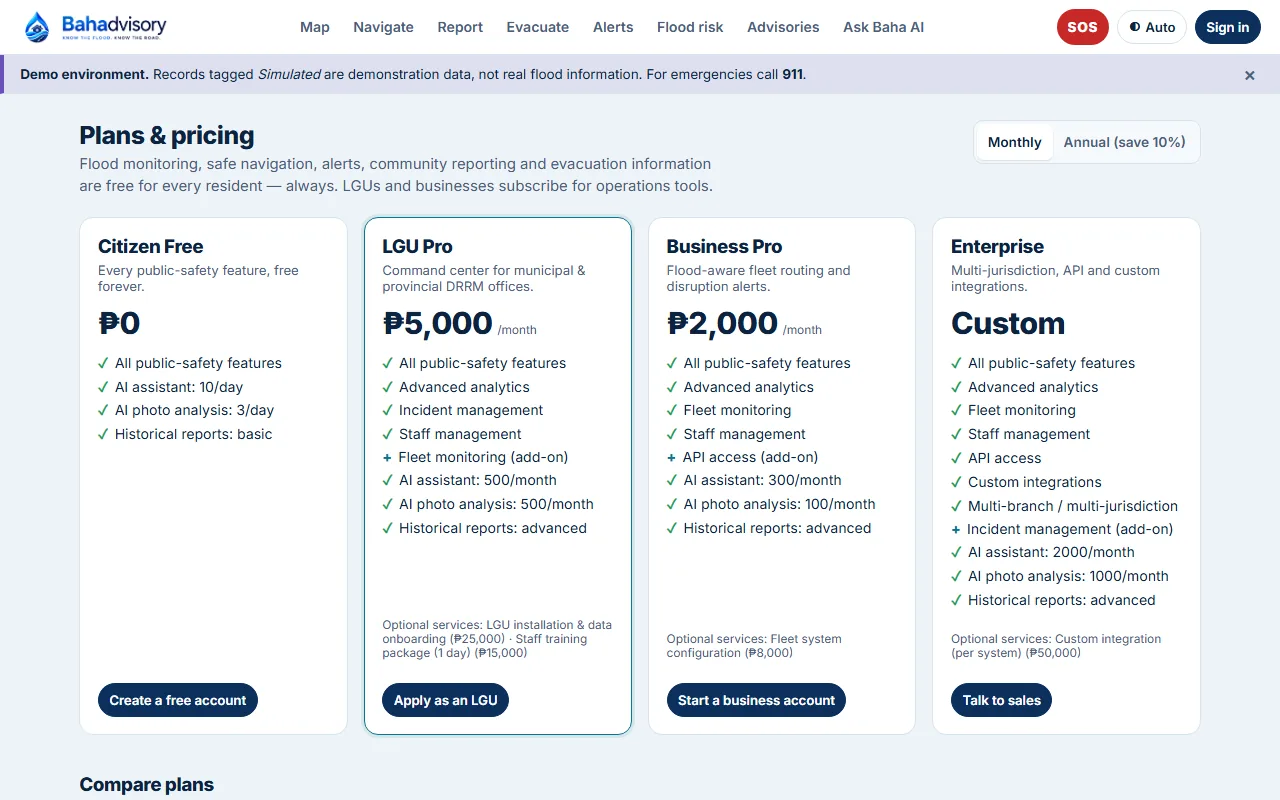 Bahadvisory
KNOW THE FLOOD. KNOW THE ROAD.
Map
Navigate
Report
Evacuate
Alerts
Flood risk
Advisories
Ask Baha AI
SOS
Auto
Sign in
Demo environment. Records tagged Simulated are demonstration data, not real flood information. For emergencies call 911.
×
Plans & pricing
Flood monitoring, safe navigation, alerts, community reporting and evacuation information
are free for every resident — always. LGUs and businesses subscribe for operations tools.
Monthly
Annual (save 10%)
Citizen Free
Every public-safety feature, free
forever.
₱0
✓ All public-safety features
✓ AI assistant: 10/day
✓ AI photo analysis: 3/day
✓ Historical reports: basic
Create a free account
LGU Pro
Command center for municipal &
provincial DRRM offices.
₱5,000 /month
✓ All public-safety features
✓ Advanced analytics
✓ Incident management
✓ Staff management
+ Fleet monitoring (add-on)
✓ AI assistant: 500/month
✓ AI photo analysis: 500/month
✓ Historical reports: advanced
Optional services: LGU installation & data
onboarding (₱25,000) · Staff training
package (1 day) (₱15,000)
Apply as an LGU
Business Pro
Flood-aware fleet routing and
disruption alerts.
₱2,000 /month
✓ All public-safety features
✓ Advanced analytics
✓ Fleet monitoring
✓ Staff management
+ API access (add-on)
✓ AI assistant: 300/month
✓ AI photo analysis: 100/month
✓ Historical reports: advanced
Optional services: Fleet system
configuration (₱8,000)
Start a business account
Enterprise
Multi-jurisdiction, API and custom
integrations.
Custom
✓ All public-safety features
✓ Advanced analytics
✓ Fleet monitoring
✓ Staff management
✓ API access
✓ Custom integrations
✓ Multi-branch / multi-jurisdiction
+ Incident management (add-on)
✓ AI assistant: 2000/month
✓ AI photo analysis: 1000/month
✓ Historical reports: advanced
Optional services: Custom integration
(per system) (₱50,000)
Talk to sales
Compare plans